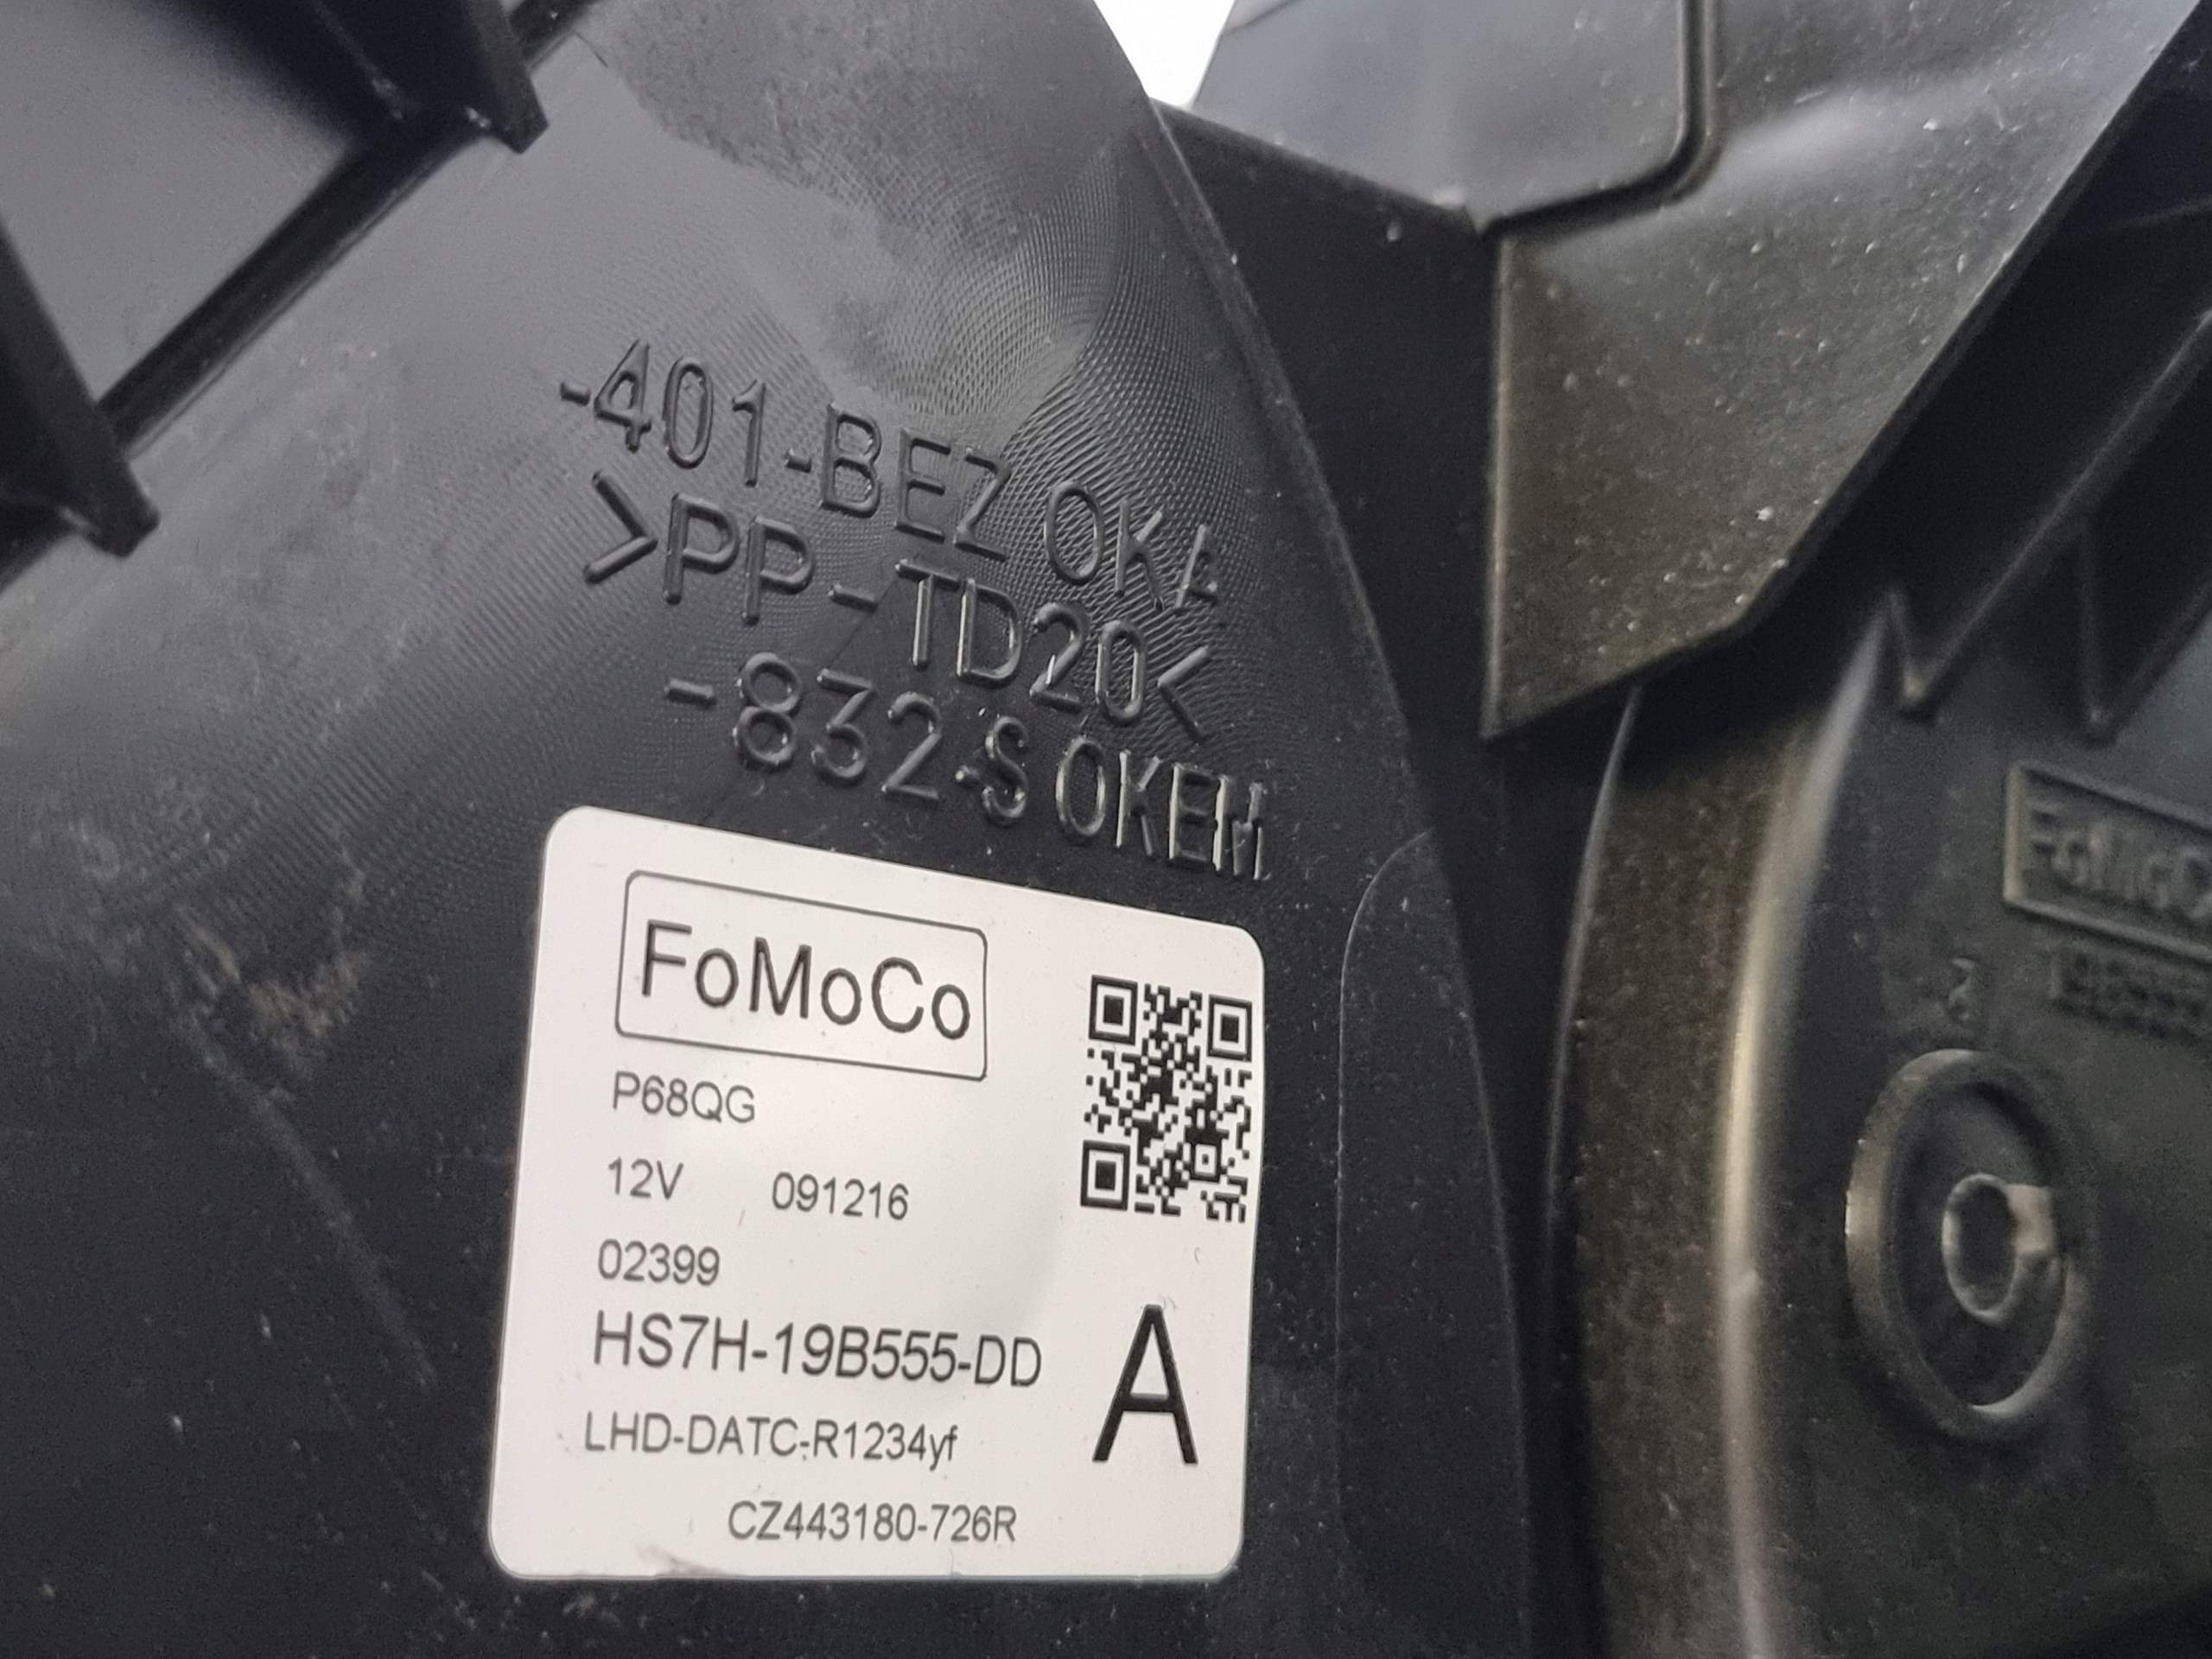 -401-BEZ OKA
>PP-TD20<
-832-S OKEM
FoMoCo
P68QG
12V 091216
02399
HS7H-19B555-DD
A
LHD-DATC-R1234yf
CZ443180-726R
FoMoCo